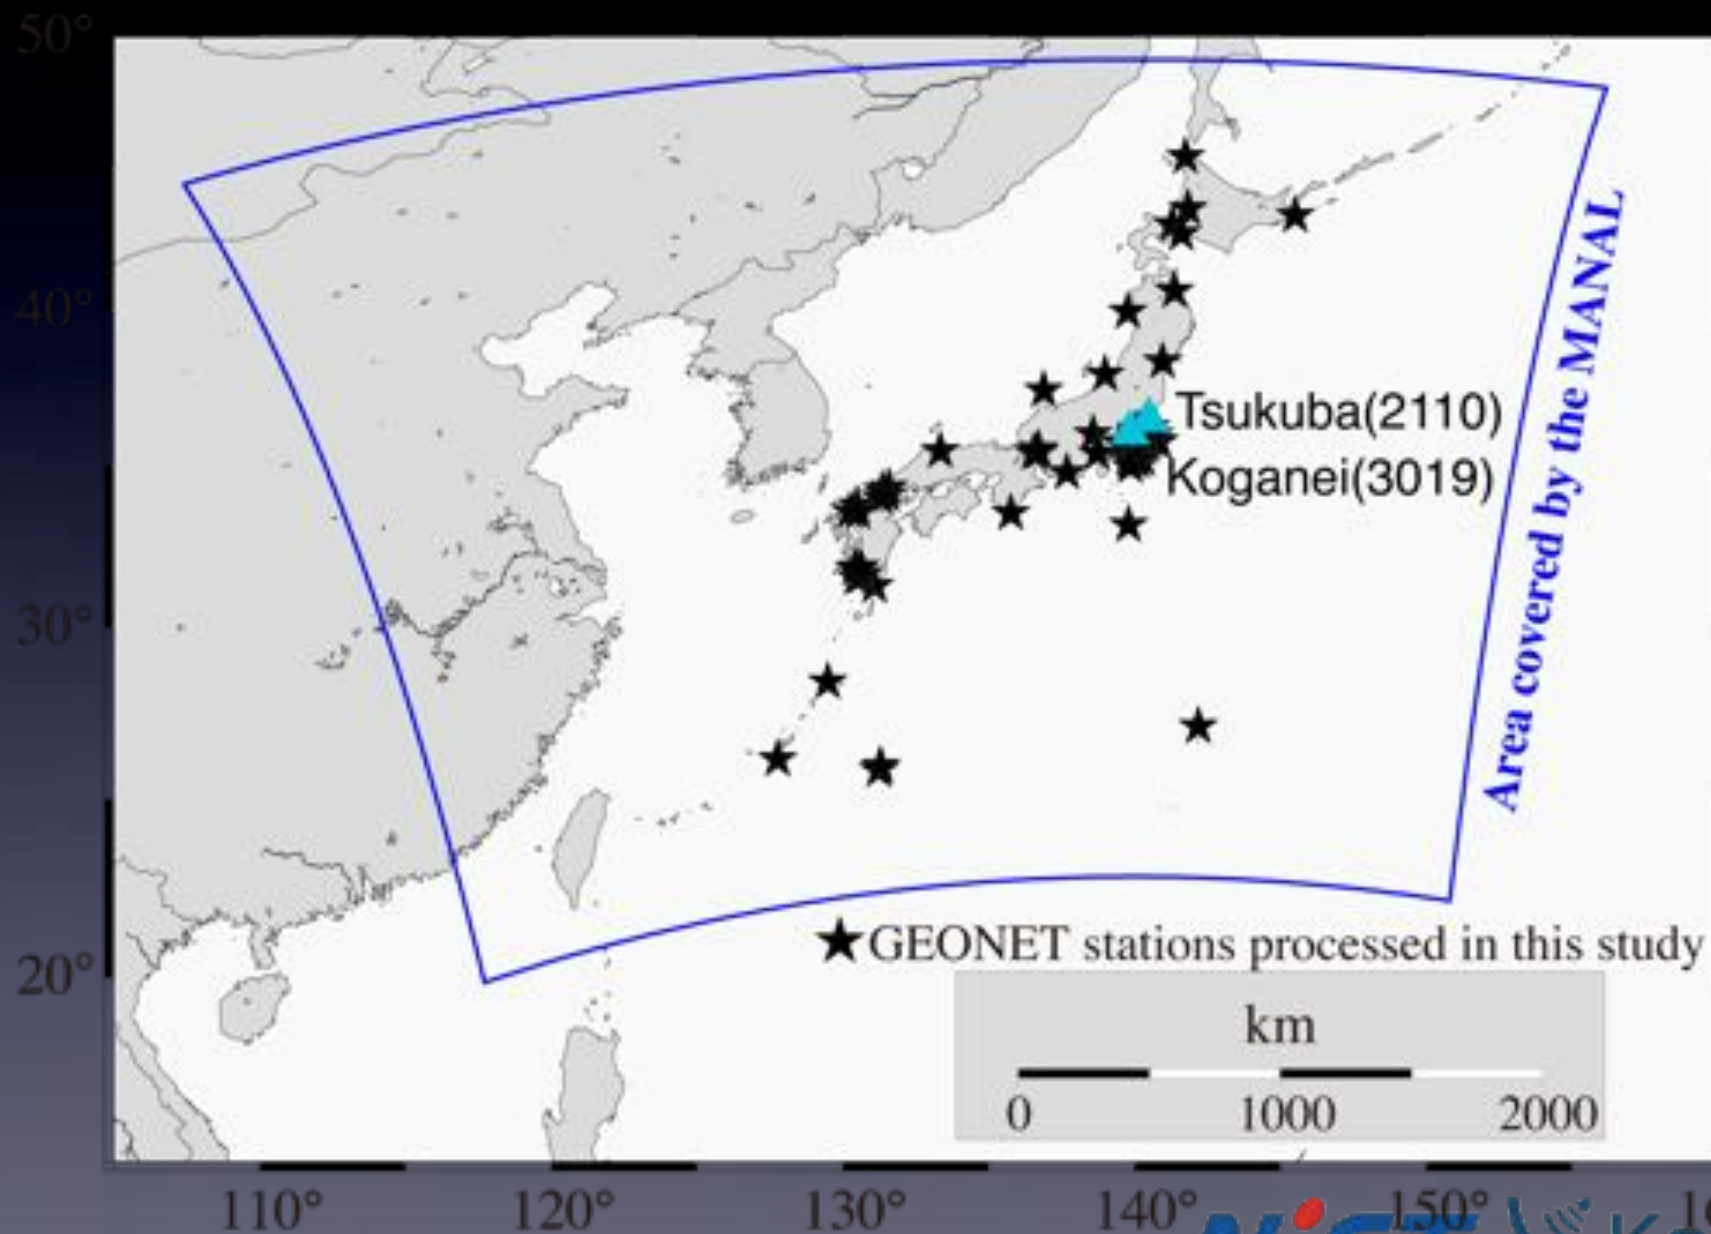 50°
40°
30°
20°
Tsukuba(2110)
Koganei(3019)
Area covered by the MANAL
★GEONET stations processed in this study
km
0 1000 2000
110° 120° 130° 140° 150°